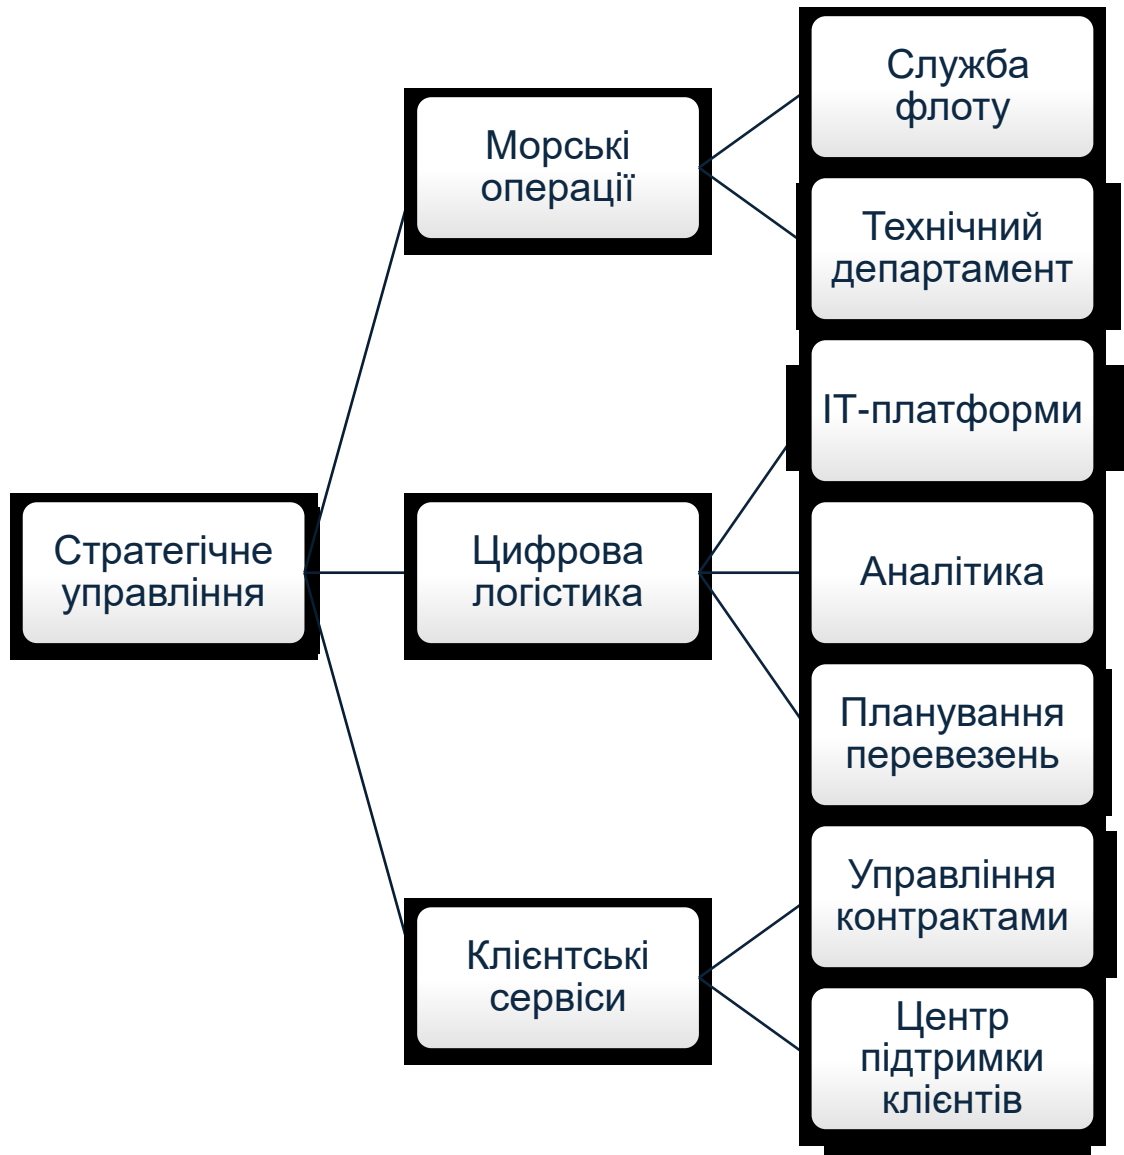 Стратегічне
управління
Морські
операції
Служба
флоту
Технічний
департамент
Цифрова
логістика
ІТ-платформи
Аналітика
Планування
перевезень
Клієнтські
сервіси
Управління
контрактами
Центр
підтримки
клієнтів